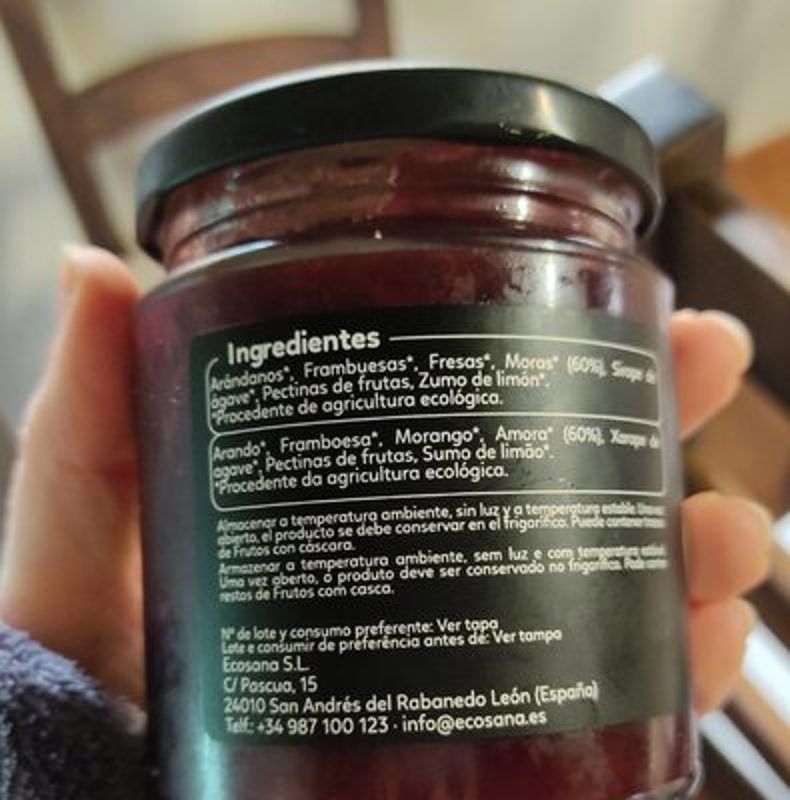 Ingredientes
Arándanos*, Frambuesas*, Fresas*, Moras* (60%), Sirope de
ágave*, Pectinas de frutas, Zumo de limón*.
*Procedente de agricultura ecológica.
Arando*, Framboesa*, Morango*, Amora* (60%), Xarope de
agave*, Pectinas de frutas, Sumo de limão*.
*Procedente da agricultura ecológica.
Almacenar a temperatura ambiente, sin luz y a temperatura estable. Una vez
abierto, el producto se debe conservar en el frigorífico. Puede contener trazas
de Frutos con cáscara.
Armazenar a temperatura ambiente, sem luz e com temperatura estável.
Uma vez aberto, o produto deve ser conservado no frigorífico. Pode conter
restos de Frutos com casca.
Nº de lote y consumo preferente: Ver tapa
Lote e consumir de preferência antes de: Ver tampa
Ecosana S.L.
C/ Pascua, 15
24010 San Andrés del Rabanedo León (España)
Telf.: +34 987 100 123 - info@ecosana.es